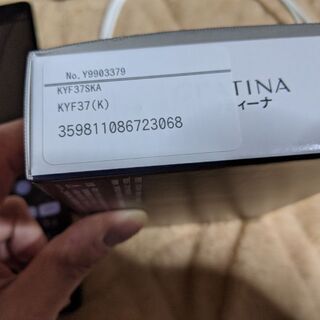 No.Y9903379
KYF37SKA
KYF37(K)
359811086723068
TINA
ィーナ